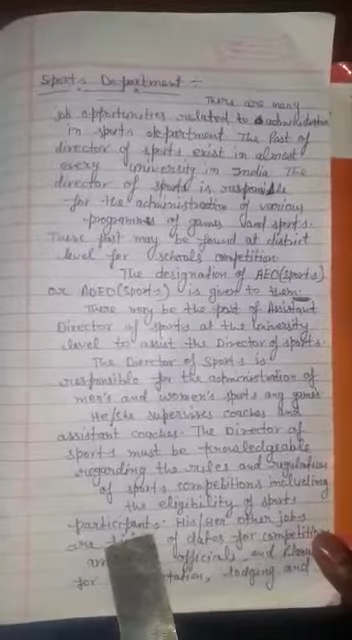 Sports Department :-
There are many
job opportunities related to administration
in sports department The Post of
director of sports exist in almost
every university in India The
director of sports is responsible
for the administration of various
programmes of games and sports.
These post may be found at district
level for schools competition.
The designation of AEO (sports)
or ADEO (Sports) is given to them.
There may be the post of Assistant
Director of sports at the university
level to assist the Director of sports.
The Director of Sports is
responsible for the administration of
men's and women's sports and games
He/she supervises coaches and
assistant coaches. The Director of
sports must be knowledgeable
regarding the rules and regulation
of sports competitions including
the eligibility of sports
participants. His/Her other jobs
are of dates for competition
officials, and
for lodging and